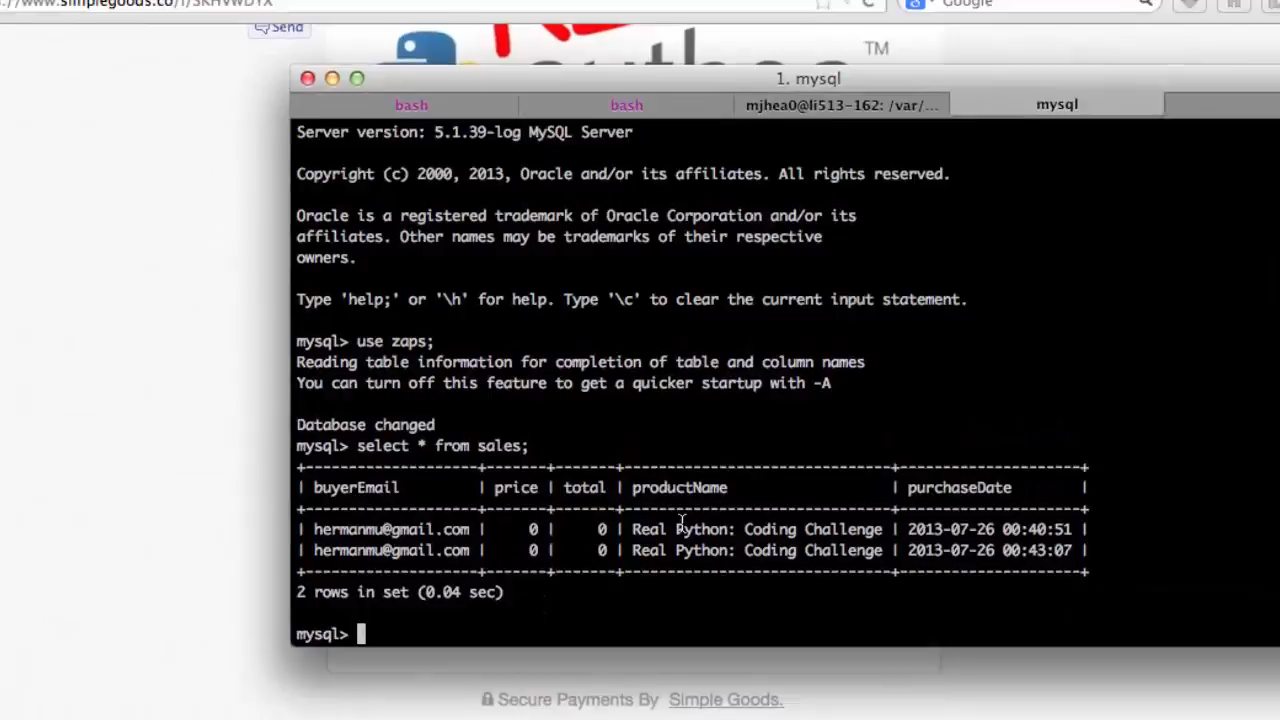 ://www.simplegoods.co/i/SKHVWDYX
Google
Send
TM
1. mysql
bash
bash
mjhea0@li513-162: /var/...
mysql
Server version: 5.1.39-log MySQL Server
Copyright (c) 2000, 2013, Oracle and/or its affiliates. All rights reserved.
Oracle is a registered trademark of Oracle Corporation and/or its
affiliates. Other names may be trademarks of their respective
owners.
Type 'help;' or '\h' for help. Type '\c' to clear the current input statement.
mysql> use zaps;
Reading table information for completion of table and column names
You can turn off this feature to get a quicker startup with -A
Database changed
mysql> select * from sales;
+--------------------+-------+-------+-------------------------------+---------------------+
| buyerEmail | price | total | productName | purchaseDate |
+--------------------+-------+-------+-------------------------------+---------------------+
| hermanmu@gmail.com | 0 | 0 | Real Python: Coding Challenge | 2013-07-26 00:40:51 |
| hermanmu@gmail.com | 0 | 0 | Real Python: Coding Challenge | 2013-07-26 00:43:07 |
+--------------------+-------+-------+-------------------------------+---------------------+
2 rows in set (0.04 sec)
mysql>
Secure Payments By Simple Goods.